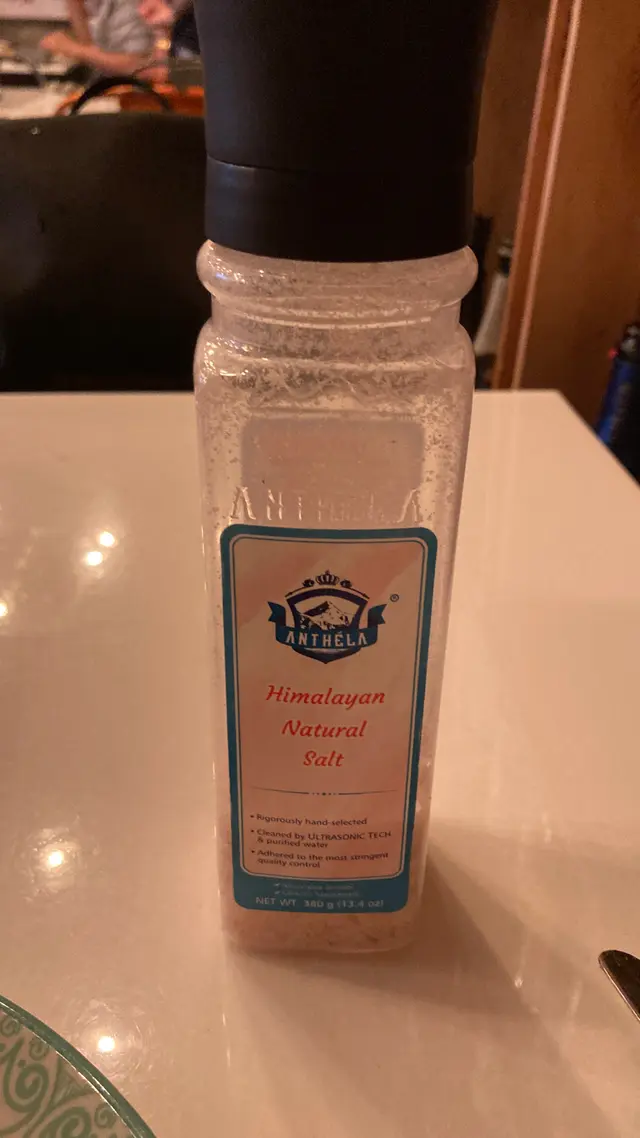 ANTHELA
®
ANTHÉLA
Himalayan
Natural
Salt
• Rigorously hand-selected
• Cleaned by ULTRASONIC TECH.
& purified water
• Adhered to the most stringent
quality control
NET WT. 380 g (13.4 oz)